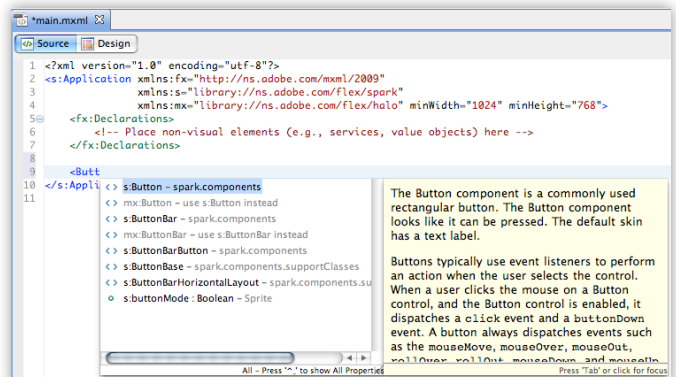 *main.mxml
Source Design
1 <?xml version="1.0" encoding="utf-8"?>
2 <s:Application xmlns:fx="http://ns.adobe.com/mxml/2009"
3 xmlns:s="library://ns.adobe.com/flex/spark"
4 xmlns:mx="library://ns.adobe.com/flex/halo" minWidth="1024" minHeight="768">
5 <fx:Declarations>
6 <!-- Place non-visual elements (e.g., services, value objects) here -->
7 </fx:Declarations>
8
9 <Butt
10 </s:Appli
11
s:Button – spark.components
mx:Button – use s:Button instead
s:ButtonBar – spark.components
mx:ButtonBar – use s:ButtonBar instead
s:ButtonBarButton – spark.components
s:ButtonBase – spark.components.supportClasses
s:ButtonBarHorizontalLayout – spark.components.su
s:buttonMode : Boolean – Sprite
All – Press '^ ' to show All Properties
The Button component is a commonly used
rectangular button. The Button component
looks like it can be pressed. The default skin
has a text label.
Buttons typically use event listeners to perform
an action when the user selects the control.
When a user clicks the mouse on a Button
control, and the Button control is enabled, it
dispatches a click event and a buttonDown
event. A button always dispatches events such
as the mouseMove, mouseOver, mouseOut,
rollOver, rollOut, mouseDown, and mouseUp
Press 'Tab' or click for focus